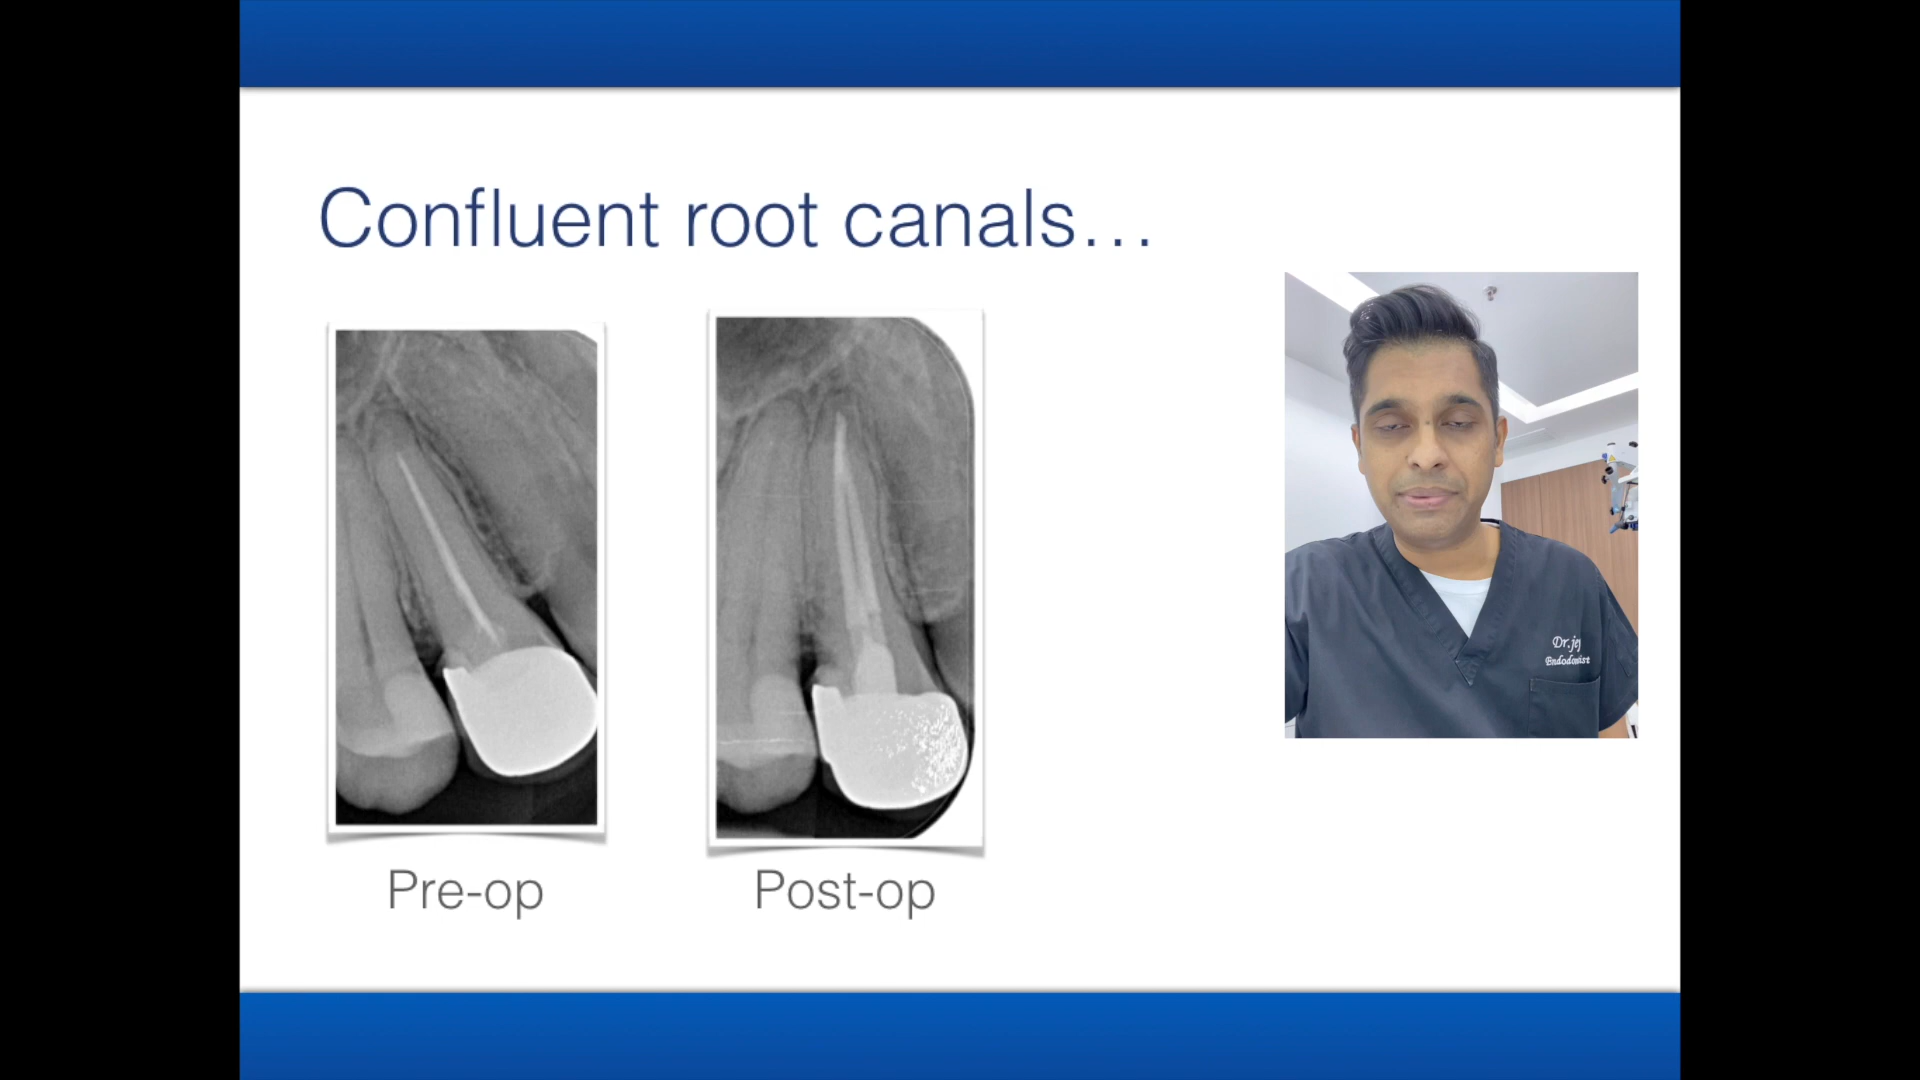 Confluent root canals...
Dr.jey
Endodontist
Pre-op
Post-op